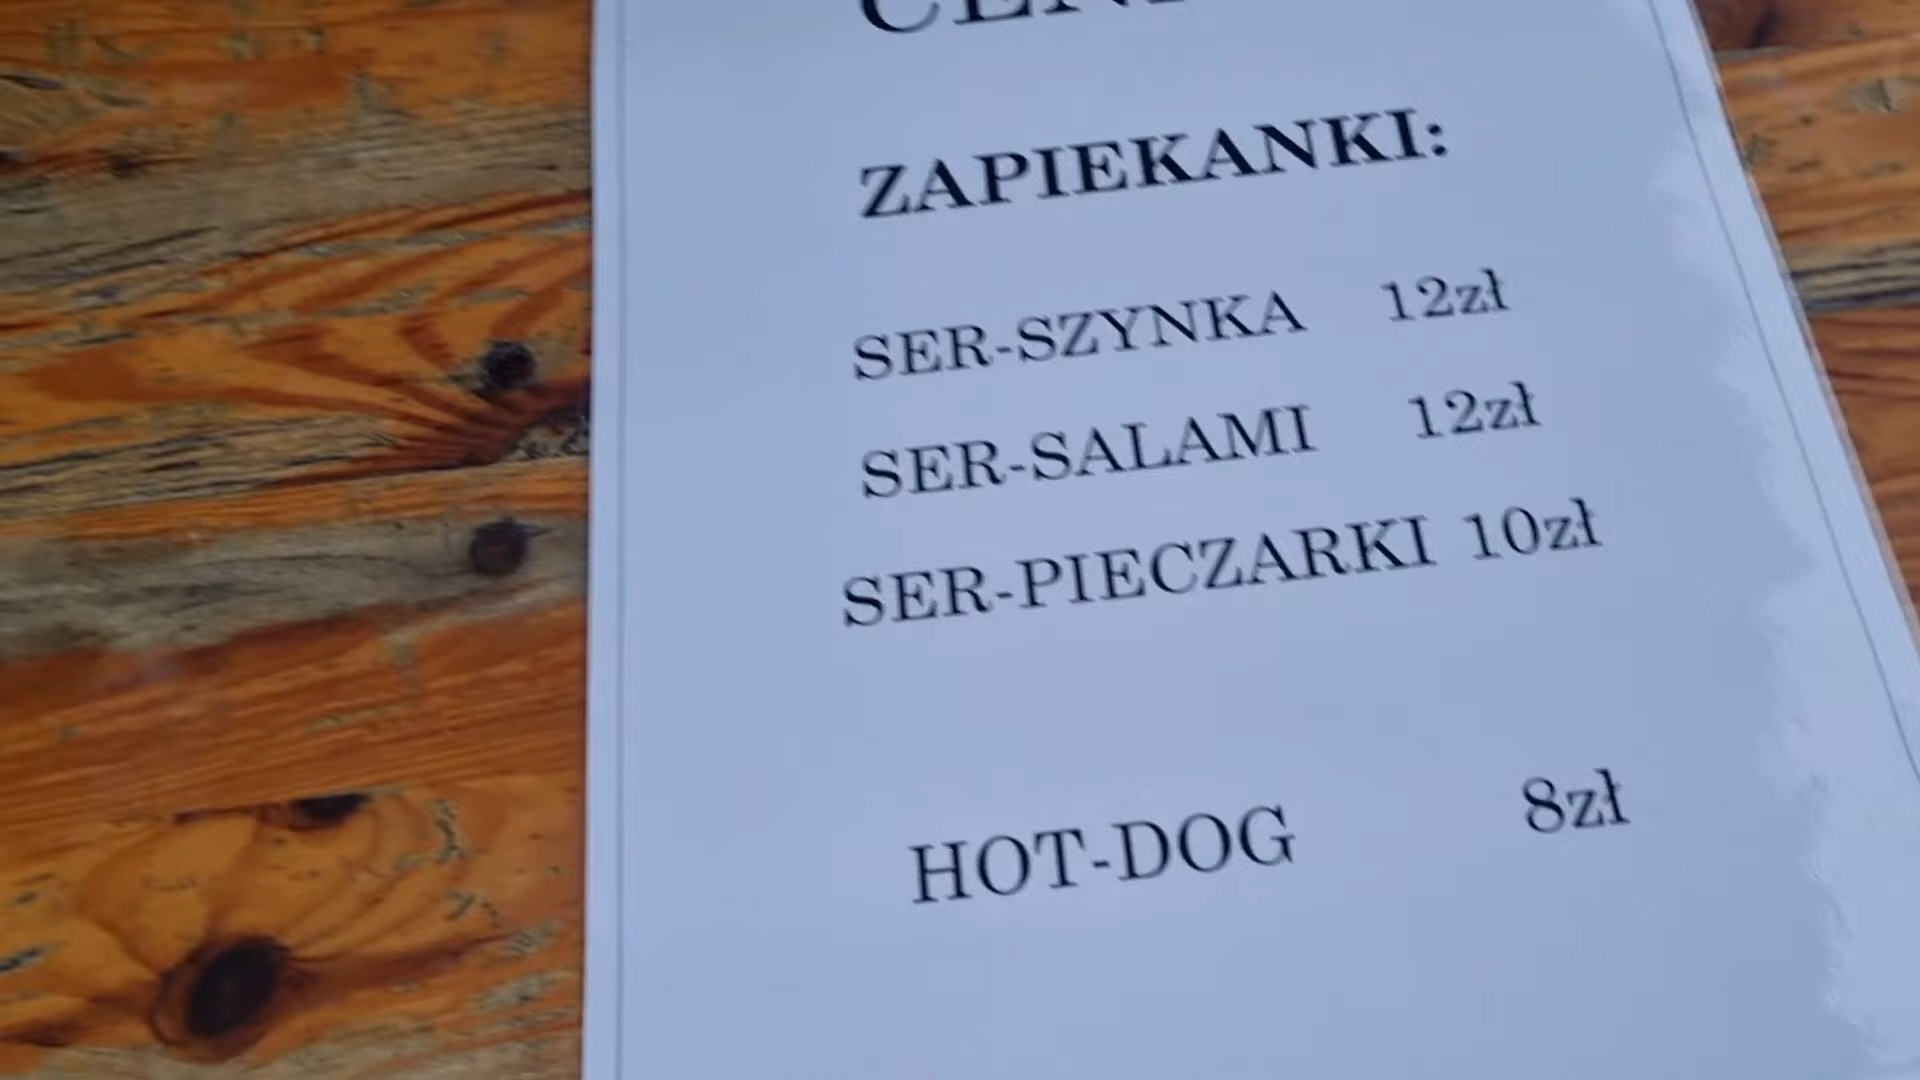 ZAPIEKANKI:
SER-SZYNKA 12zł
SER-SALAMI 12zł
SER-PIECZARKI 10zł
HOT-DOG 8zł